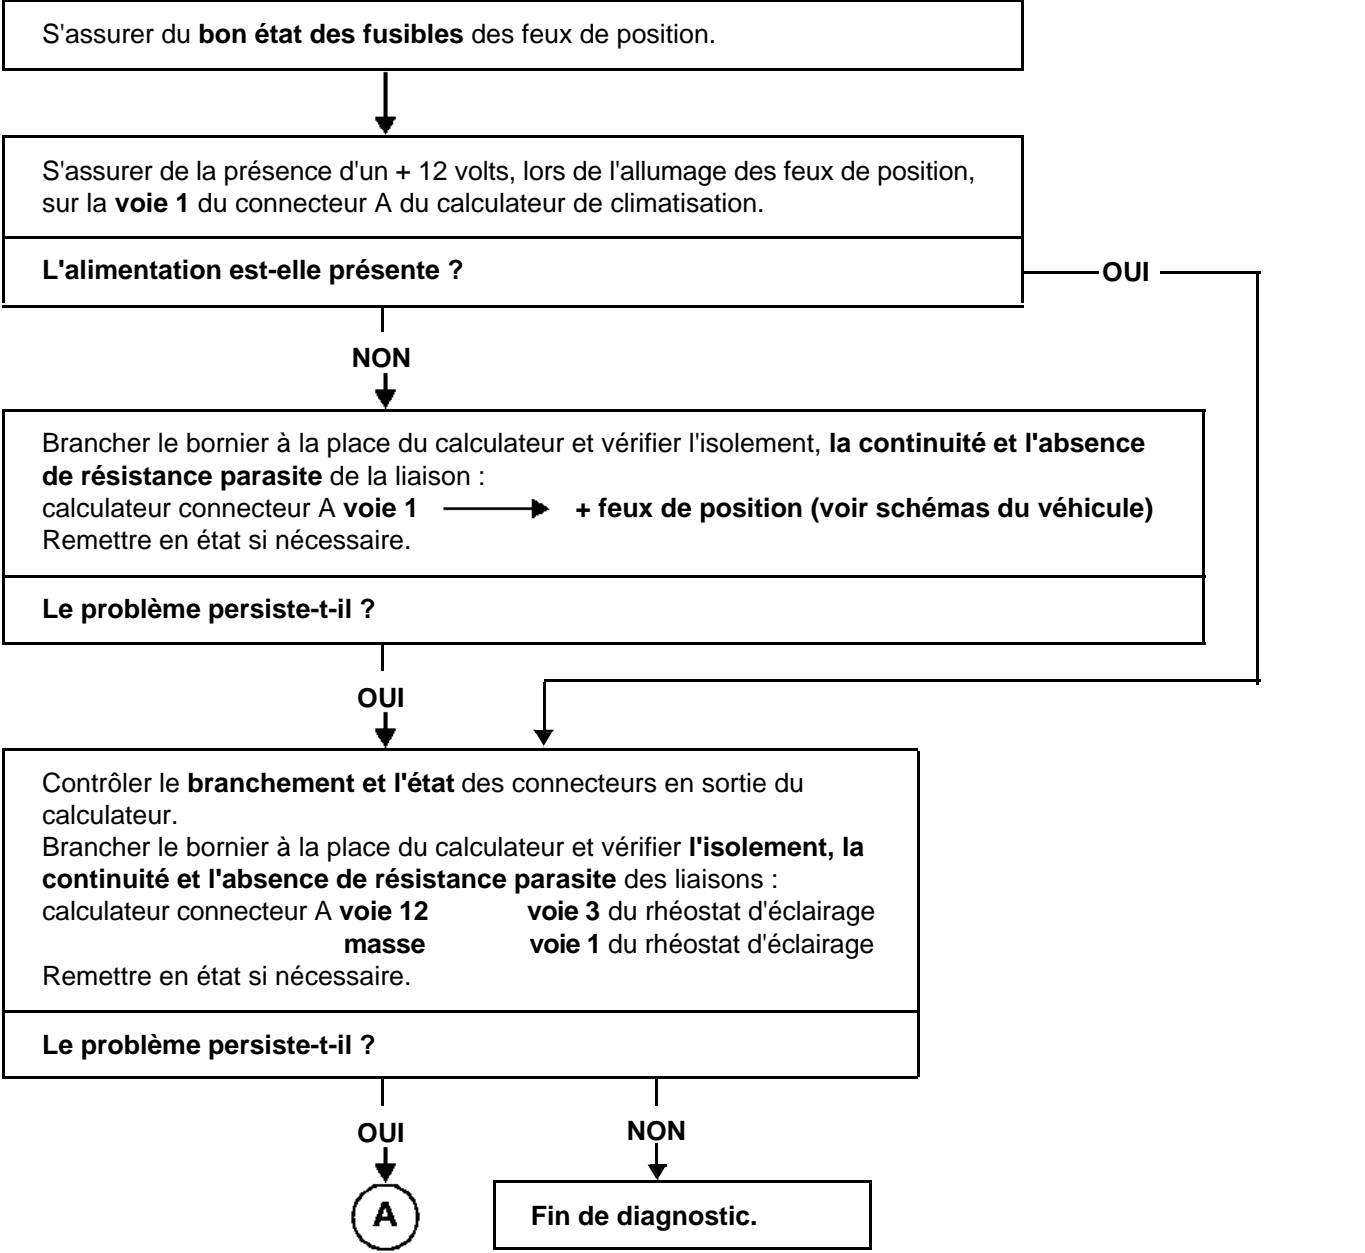 S'assurer du bon état des fusibles des feux de position.
S'assurer de la présence d'un + 12 volts, lors de l'allumage des feux de position,
sur la voie 1 du connecteur A du calculateur de climatisation.
L'alimentation est-elle présente ?
OUI
NON
Brancher le bornier à la place du calculateur et vérifier l'isolement, la continuité et l'absence
de résistance parasite de la liaison :
calculateur connecteur A voie 1 + feux de position (voir schémas du véhicule)
Remettre en état si nécessaire.
Le problème persiste-t-il ?
OUI
Contrôler le branchement et l'état des connecteurs en sortie du
calculateur.
Brancher le bornier à la place du calculateur et vérifier l'isolement, la
continuité et l'absence de résistance parasite des liaisons :
calculateur connecteur A voie 12 voie 3 du rhéostat d'éclairage
masse voie 1 du rhéostat d'éclairage
Remettre en état si nécessaire.
Le problème persiste-t-il ?
OUI
NON
A
Fin de diagnostic.